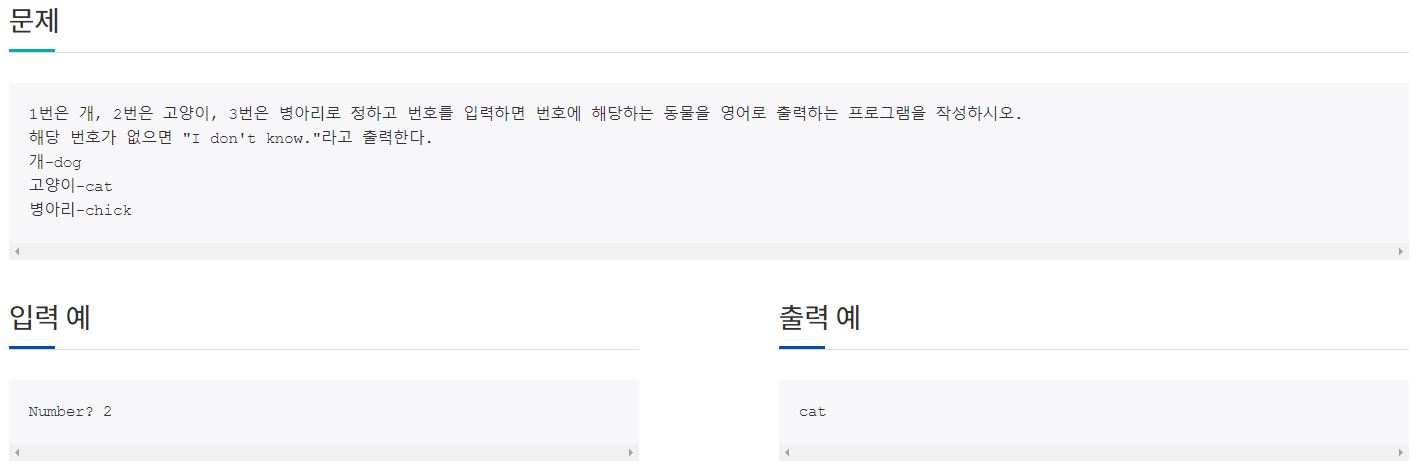 문제
1번은 개, 2번은 고양이, 3번은 병아리로 정하고 번호를 입력하면 번호에 해당하는 동물을 영어로 출력하는 프로그램을 작성하시오.
해당 번호가 없으면 "I don't know."라고 출력한다.
개-dog
고양이-cat
병아리-chick
입력 예
Number? 2
출력 예
cat